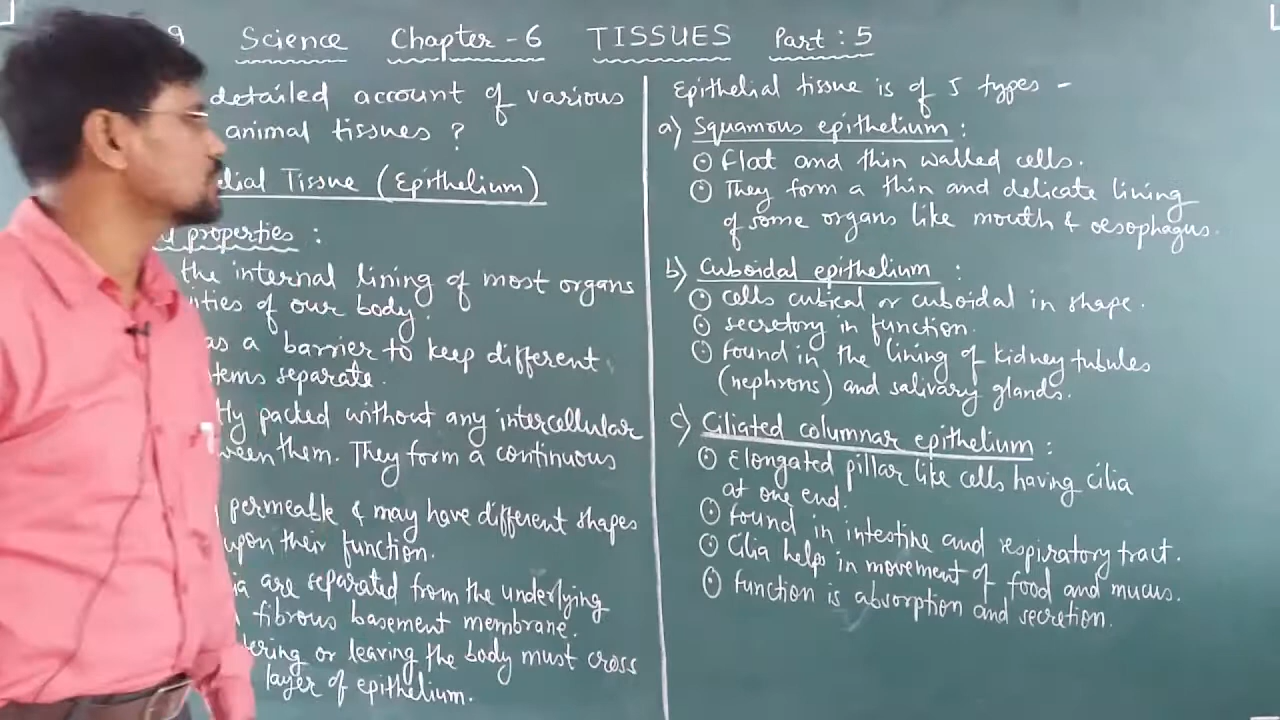 9 Science Chapter - 6 TISSUES Part : 5
detailed account of various
animal tissues ?
Tissue (Epithelium)
properties :
the internal lining of most organs
of our body.
as a barrier to keep different
separate.
packed without any intercellular
them. They form a continuous
permeable & may have different shapes
upon their function.
are separated from the underlying
fibrous basement membrane.
or leaving the body must cross
layer of epithelium.
Epithelial tissue is of 5 types -
a) Squamous epithelium :
⊙ Flat and thin walled cells.
⊙ They form a thin and delicate lining
of some organs like mouth & oesophagus.
b) Cuboidal epithelium :
⊙ cells cubical or cuboidal in shape.
⊙ secretory in function.
⊙ found in the lining of kidney tubules
(nephrons) and salivary glands.
c) Ciliated columnar epithelium :
⊙ Elongated pillar like cells having cilia
at one end.
⊙ found in intestine and respiratory tract.
⊙ Cilia helps in movement of food and mucus.
⊙ function is absorption and secretion.